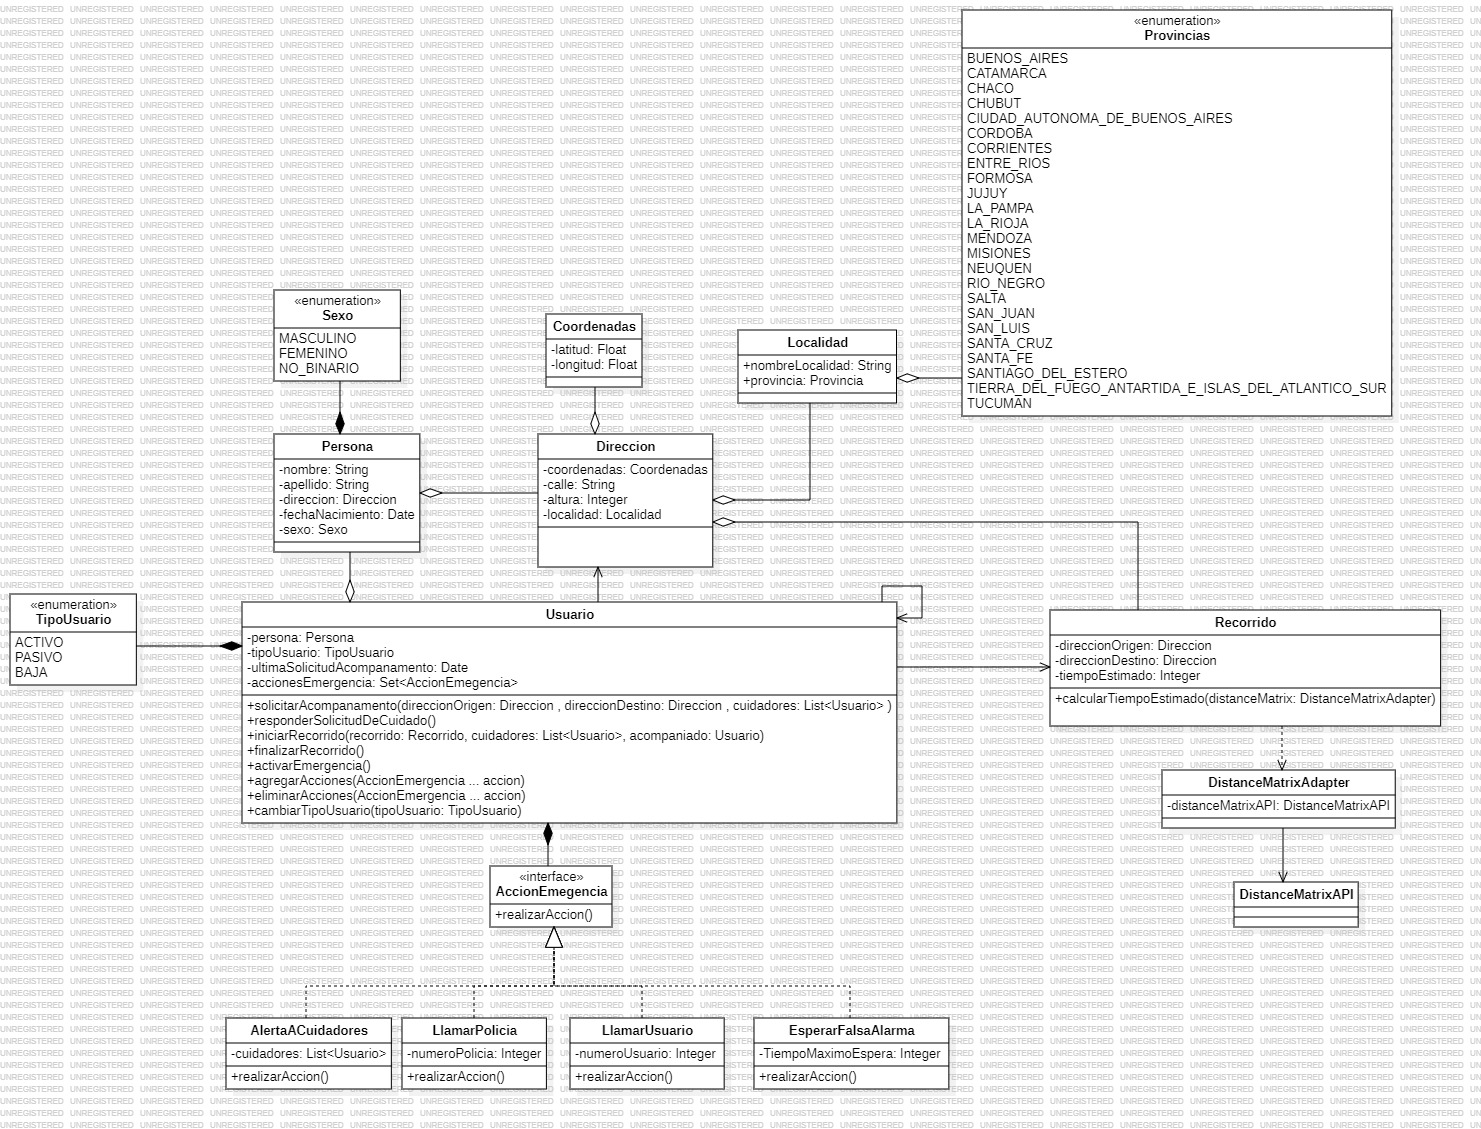 «enumeration»
Provincias
BUENOS_AIRES
CATAMARCA
CHACO
CHUBUT
CIUDAD_AUTONOMA_DE_BUENOS_AIRES
CORDOBA
CORRIENTES
ENTRE_RIOS
FORMOSA
JUJUY
LA_PAMPA
LA_RIOJA
MENDOZA
MISIONES
NEUQUEN
RIO_NEGRO
SALTA
SAN_JUAN
SAN_LUIS
SANTA_CRUZ
SANTA_FE
SANTIAGO_DEL_ESTERO
TIERRA_DEL_FUEGO_ANTARTIDA_E_ISLAS_DEL_ATLANTICO_SUR
TUCUMAN
«enumeration»
Sexo
MASCULINO
FEMENINO
NO_BINARIO
Coordenadas
-latitud: Float
-longitud: Float
Localidad
+nombreLocalidad: String
+provincia: Provincia
Persona
-nombre: String
-apellido: String
-direccion: Direccion
-fechaNacimiento: Date
-sexo: Sexo
Direccion
-coordenadas: Coordenadas
-calle: String
-altura: Integer
-localidad: Localidad
«enumeration»
TipoUsuario
ACTIVO
PASIVO
BAJA
Usuario
-persona: Persona
-tipoUsuario: TipoUsuario
-ultimaSolicitudAcompanamento: Date
-accionesEmergencia: Set<AccionEmegencia>
+solicitarAcompanamento(direccionOrigen: Direccion , direccionDestino: Direccion , cuidadores: List<Usuario> )
+responderSolicitudDeCuidado()
+iniciarRecorrido(recorrido: Recorrido, cuidadores: List<Usuario>, acompaniado: Usuario)
+finalizarRecorrido()
+activarEmergencia()
+agregarAcciones(AccionEmergencia ... accion)
+eliminarAcciones(AccionEmergencia ... accion)
+cambiarTipoUsuario(tipoUsuario: TipoUsuario)
Recorrido
-direccionOrigen: Direccion
-direccionDestino: Direccion
-tiempoEstimado: Integer
+calcularTiempoEstimado(distanceMatrix: DistanceMatrixAdapter)
DistanceMatrixAdapter
-distanceMatrixAPI: DistanceMatrixAPI
DistanceMatrixAPI
«interface»
AccionEmegencia
+realizarAccion()
AlertaACuidadores
-cuidadores: List<Usuario>
+realizarAccion()
LlamarPolicia
-numeroPolicia: Integer
+realizarAccion()
LlamarUsuario
-numeroUsuario: Integer
+realizarAccion()
EsperarFalsaAlarma
-TiempoMaximoEspera: Integer
+realizarAccion()
UNREGISTERED